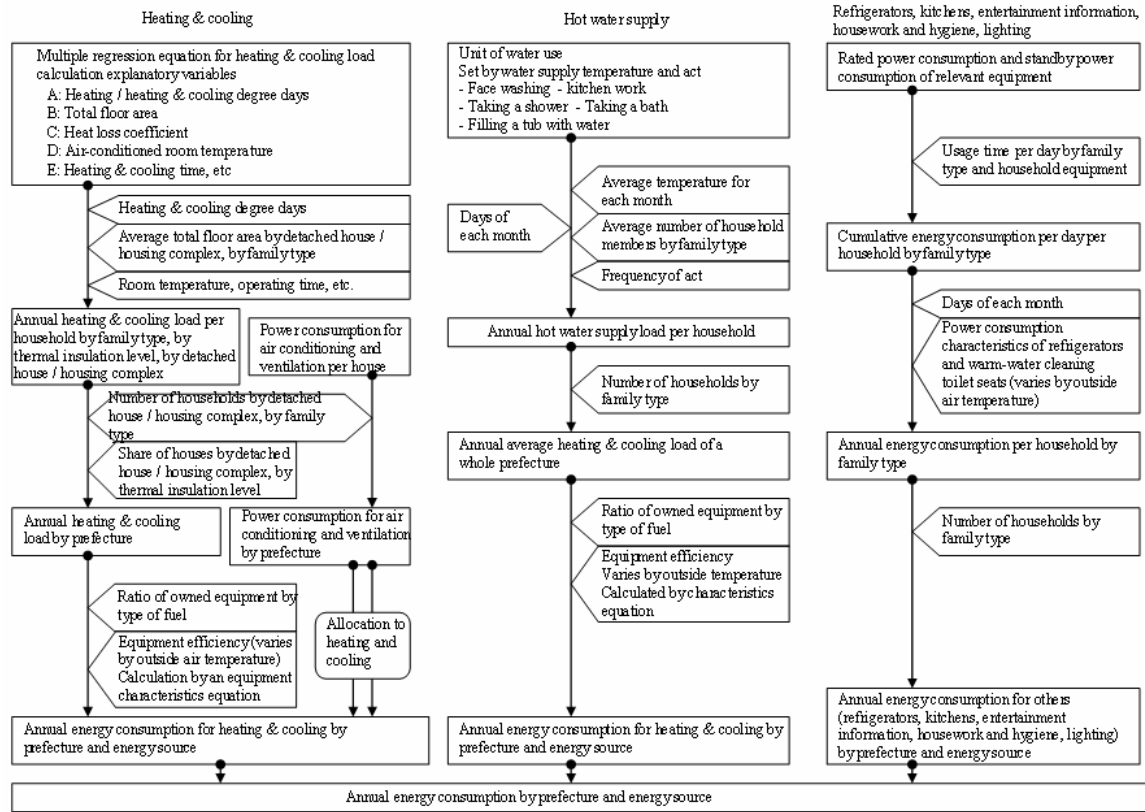 Heating & cooling
Multiple regression equation for heating & cooling load
calculation explanatory variables
A: Heating / heating & cooling degree days
B: Total floor area
C: Heat loss coefficient
D: Air-conditioned room temperature
E: Heating & cooling time, etc
Heating & cooling degree days
Average total floor area by detached house /
housing complex, by family type
Room temperature, operating time, etc.
Annual heating & cooling load per
household by family type, by
thermal insulation level, by detached
house / housing complex
Power consumption for
air conditioning and
ventilation per house
Number of households by detached
house / housing complex, by family
type
Share of houses by detached
house / housing complex, by
thermal insulation level
Annual heating & cooling
load by prefecture
Power consumption for air
conditioning and ventilation
by prefecture
Ratio of owned equipment by
type of fuel
Equipment efficiency (varies
by outside air temperature)
Calculation by an equipment
characteristics equation
Allocation to
heating and
cooling
Annual energy consumption for heating & cooling by
prefecture and energy source
Hot water supply
Unit of water use
Set by water supply temperature and act
- Face washing - kitchen work
- Taking a shower - Taking a bath
- Filling a tub with water
Days of
each month
Average temperature for
each month
Average number of household
members by family type
Frequency of act
Annual hot water supply load per household
Number of households by
family type
Annual average heating & cooling load of a
whole prefecture
Ratio of owned equipment by
type of fuel
Equipment efficiency
Varies by outside temperature
Calculated by characteristics
equation
Annual energy consumption for heating & cooling by
prefecture and energy source
Refrigerators, kitchens, entertainment information,
housework and hygiene, lighting
Rated power consumption and standby power
consumption of relevant equipment
Usage time per day by family
type and household equipment
Cumulative energy consumption per day per
household by family type
Days of each month
Power consumption
characteristics of refrigerators
and warm-water cleaning
toilet seats (varies by outside
air temperature)
Annual energy consumption per household by
family type
Number of households by
family type
Annual energy consumption for others
(refrigerators, kitchens, entertainment
information, housework and hygiene, lighting)
by prefecture and energy source
Annual energy consumption by prefecture and energy source